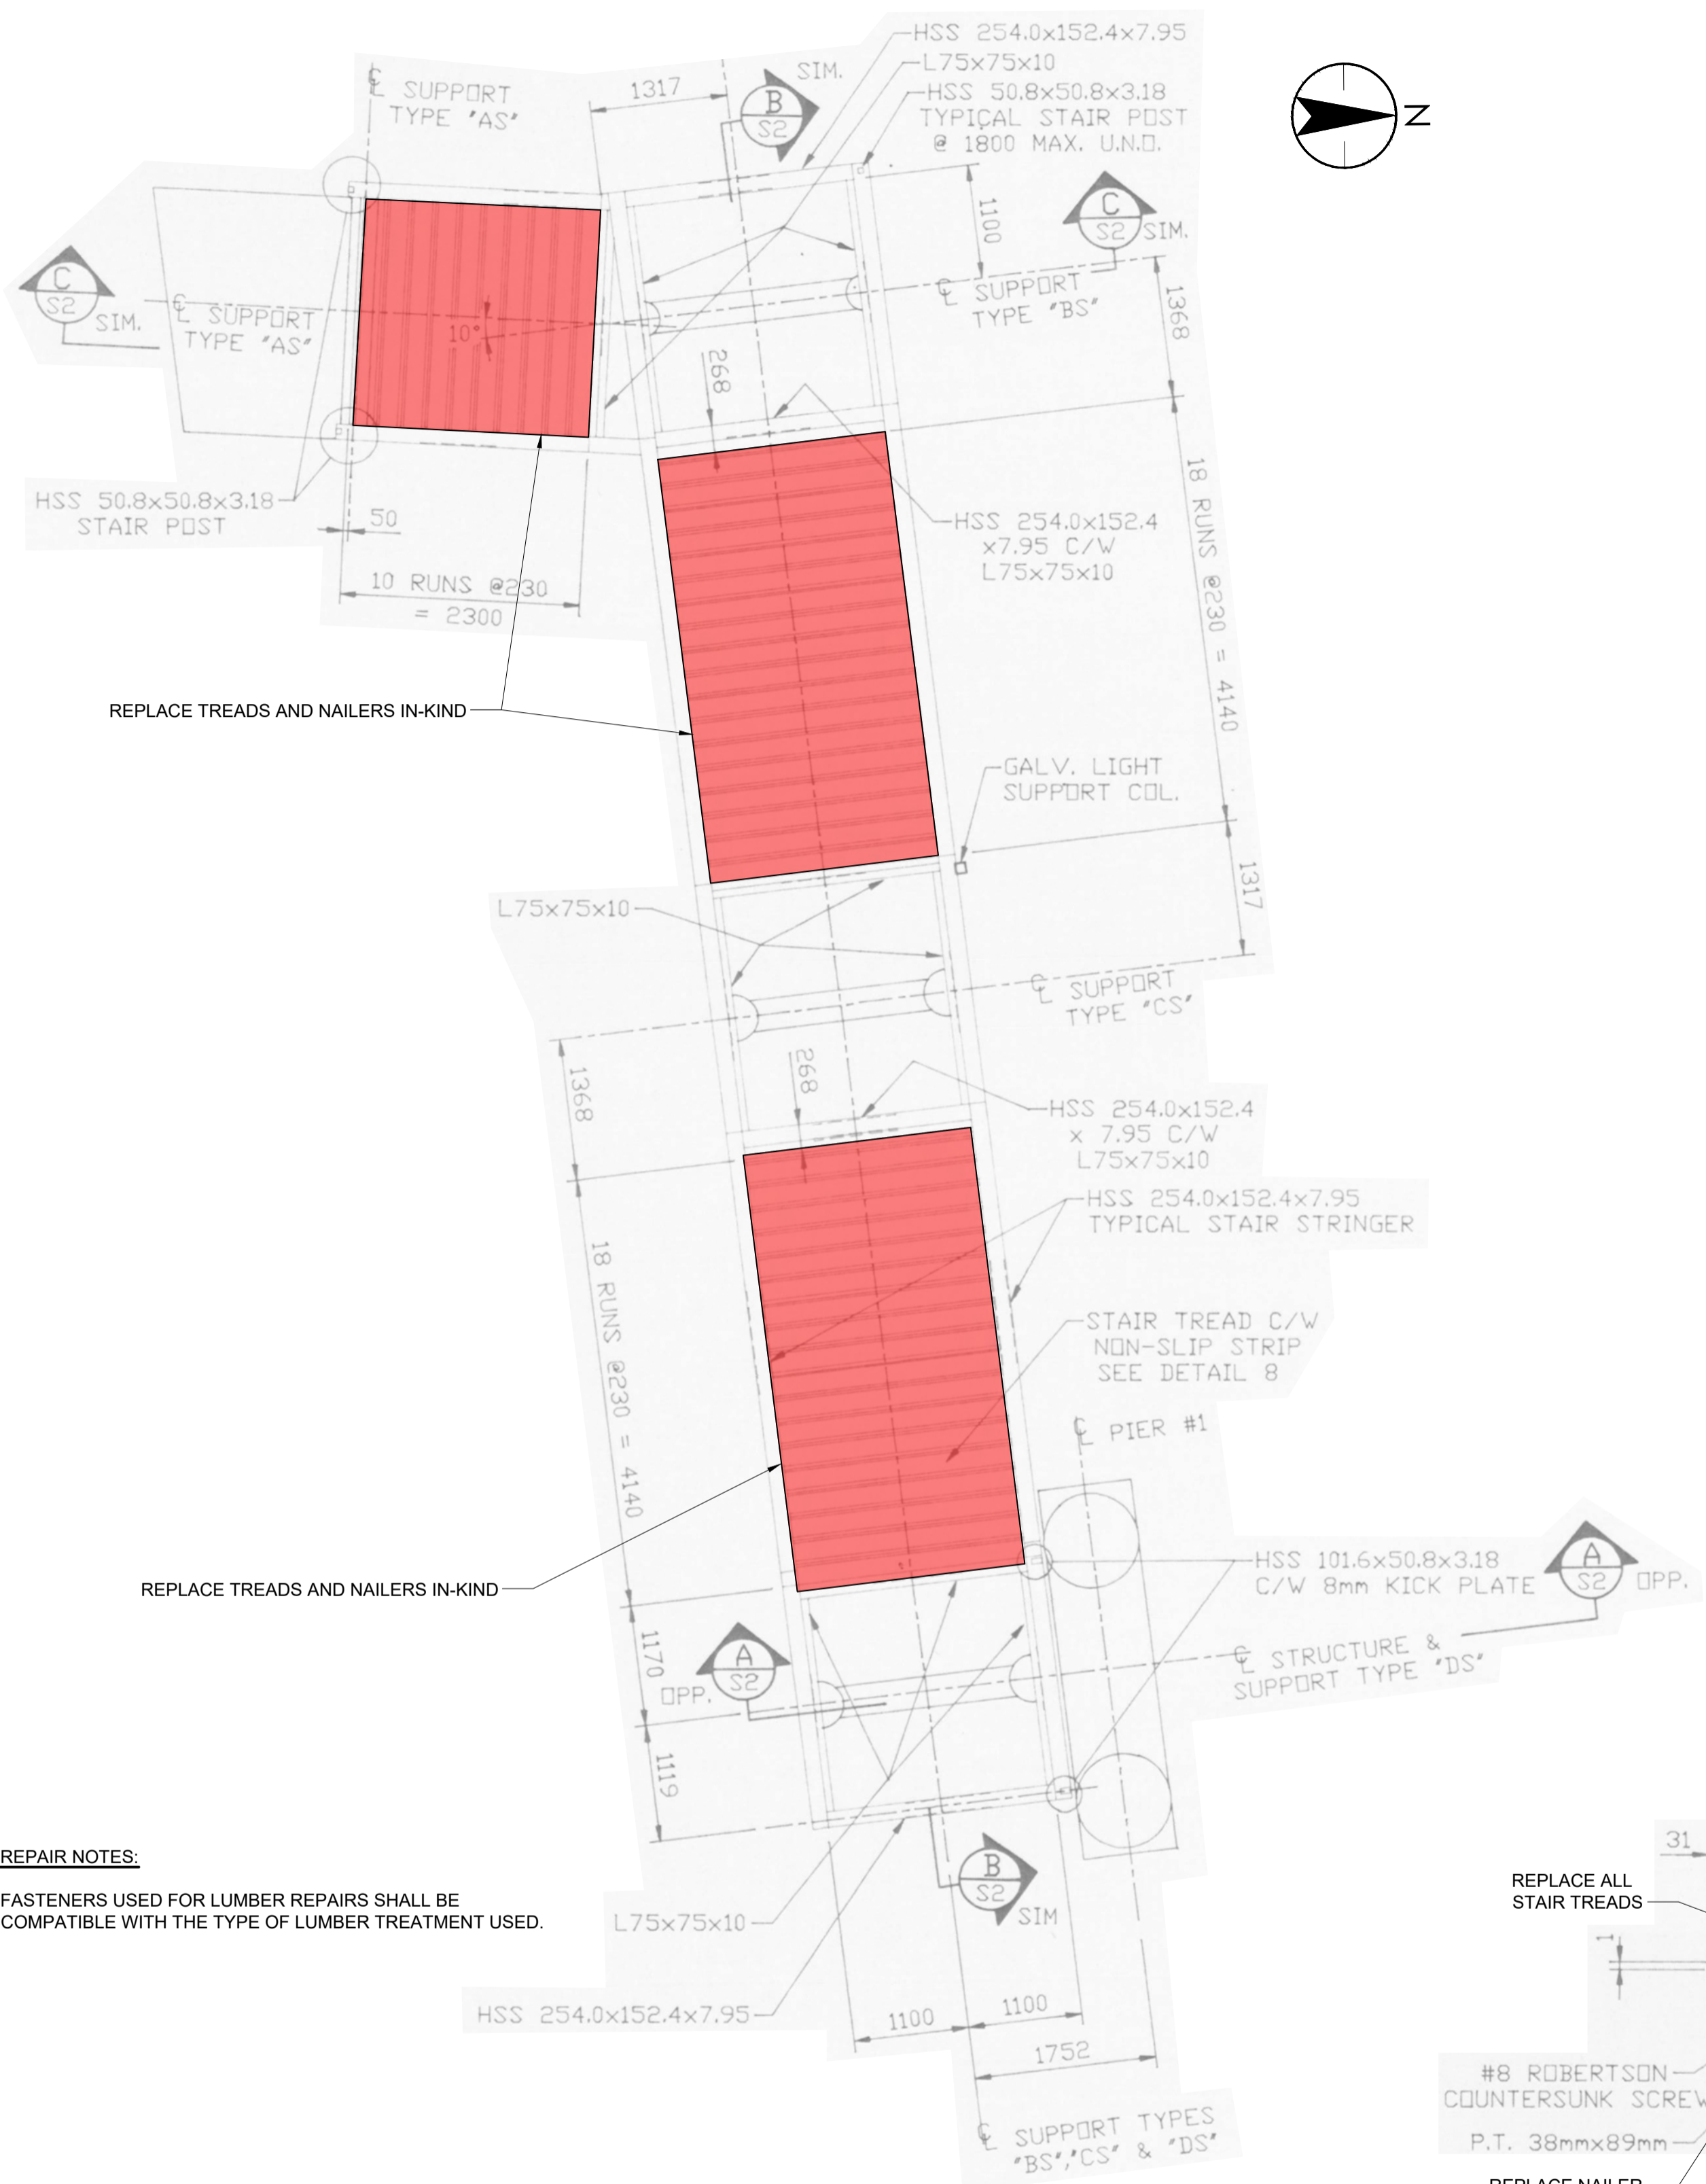 HSS 254.0x152.4x7.95
L75x75x10
HSS 50.8x50.8x3.18
TYPICAL STAIR POST
@ 1800 MAX. U.N.O.
℄ SUPPORT
TYPE "AS"
1317
B
S2
SIM.
N
1100
C
S2
SIM.
℄ SUPPORT
TYPE "BS"
1368
C
S2
SIM.
℄ SUPPORT
TYPE "AS"
10°
268
HSS 50.8x50.8x3.18
STAIR POST
50
10 RUNS @230
= 2300
HSS 254.0x152.4
x7.95 C/W
L75x75x10
18 RUNS @230 = 4140
REPLACE TREADS AND NAILERS IN-KIND
GALV. LIGHT
SUPPORT COL.
1317
L75x75x10
℄ SUPPORT
TYPE "CS"
1368
268
HSS 254.0x152.4
x 7.95 C/W
L75x75x10
HSS 254.0x152.4x7.95
TYPICAL STAIR STRINGER
18 RUNS @230 = 4140
STAIR TREAD C/W
NON-SLIP STRIP
SEE DETAIL 8
℄ PIER #1
REPLACE TREADS AND NAILERS IN-KIND
HSS 101.6x50.8x3.18
C/W 8mm KICK PLATE
A
S2
OPP.
1170
A
S2
OPP.
℄ STRUCTURE &
SUPPORT TYPE "DS"
1119
B
S2
SIM
REPAIR NOTES:
FASTENERS USED FOR LUMBER REPAIRS SHALL BE
COMPATIBLE WITH THE TYPE OF LUMBER TREATMENT USED.
L75x75x10
HSS 254.0x152.4x7.95
1100
1100
1752
℄ SUPPORT TYPES
"BS","CS" & "DS"
31
REPLACE ALL
STAIR TREADS
1
#8 ROBERTSON
COUNTERSUNK SCREW
P.T. 38mmx89mm
REPLACE NAILER